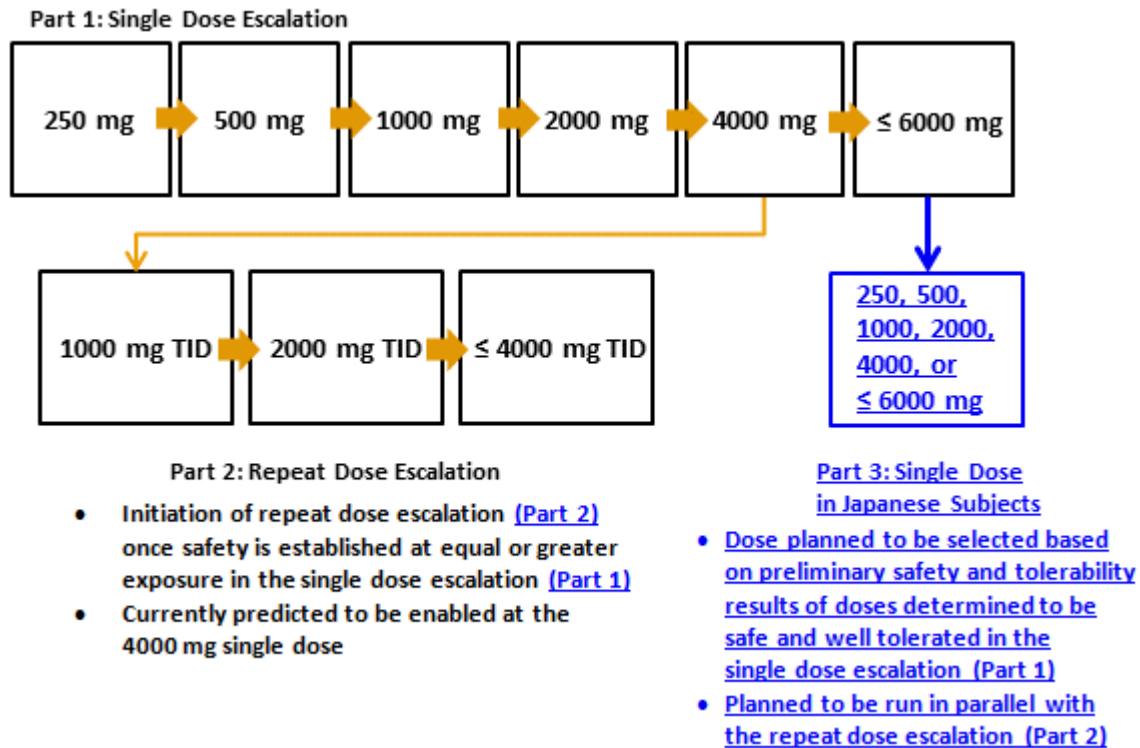 Part 1: Single Dose Escalation
250 mg
500 mg
1000 mg
2000 mg
4000 mg
≤ 6000 mg
1000 mg TID
2000 mg TID
≤ 4000 mg TID
250, 500,
1000, 2000,
4000, or
≤ 6000 mg
Part 2: Repeat Dose Escalation
• Initiation of repeat dose escalation (Part 2)
once safety is established at equal or greater
exposure in the single dose escalation (Part 1)
• Currently predicted to be enabled at the
4000 mg single dose
Part 3: Single Dose
in Japanese Subjects
• Dose planned to be selected based
on preliminary safety and tolerability
results of doses determined to be
safe and well tolerated in the
single dose escalation (Part 1)
• Planned to be run in parallel with
the repeat dose escalation (Part 2)